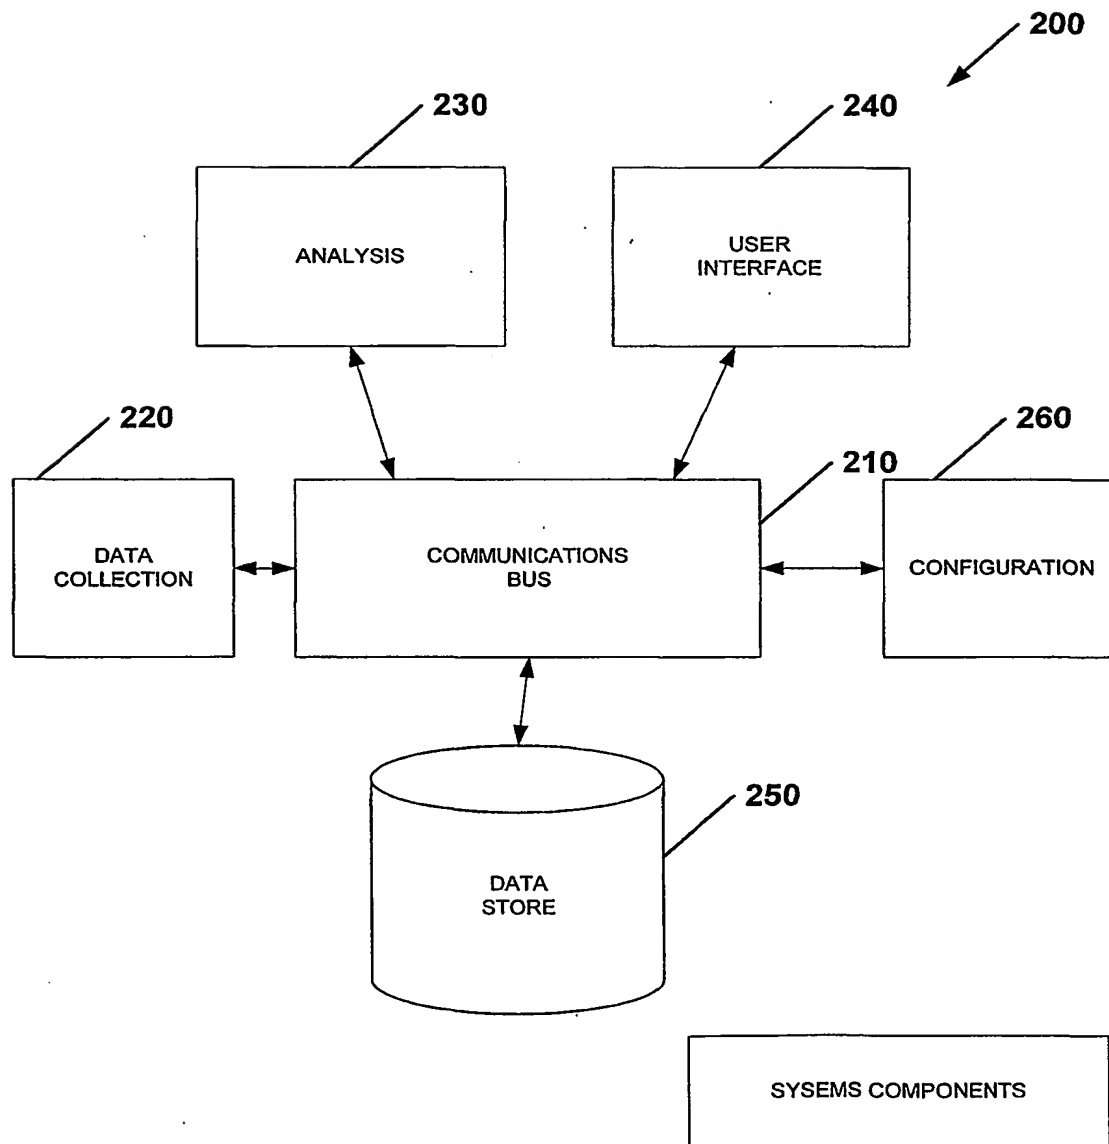 200
230
240
ANALYSIS
USER
INTERFACE
220
260
210
DATA
COLLECTION
COMMUNICATIONS
BUS
CONFIGURATION
250
DATA
STORE
SYSEMS COMPONENTS